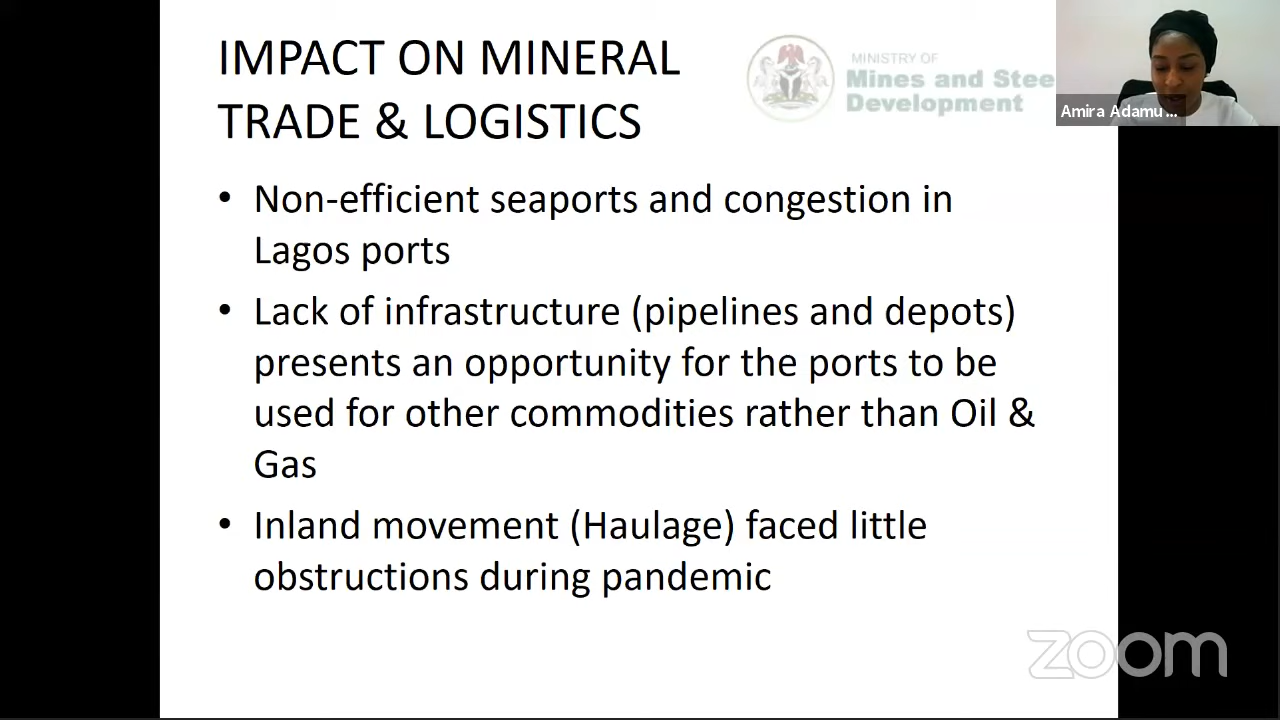 IMPACT ON MINERAL
TRADE & LOGISTICS
MINISTRY OF
Mines and Stee
Development
Amira Adamu ...
• Non-efficient seaports and congestion in
Lagos ports
• Lack of infrastructure (pipelines and depots)
presents an opportunity for the ports to be
used for other commodities rather than Oil &
Gas
• Inland movement (Haulage) faced little
obstructions during pandemic
zoom